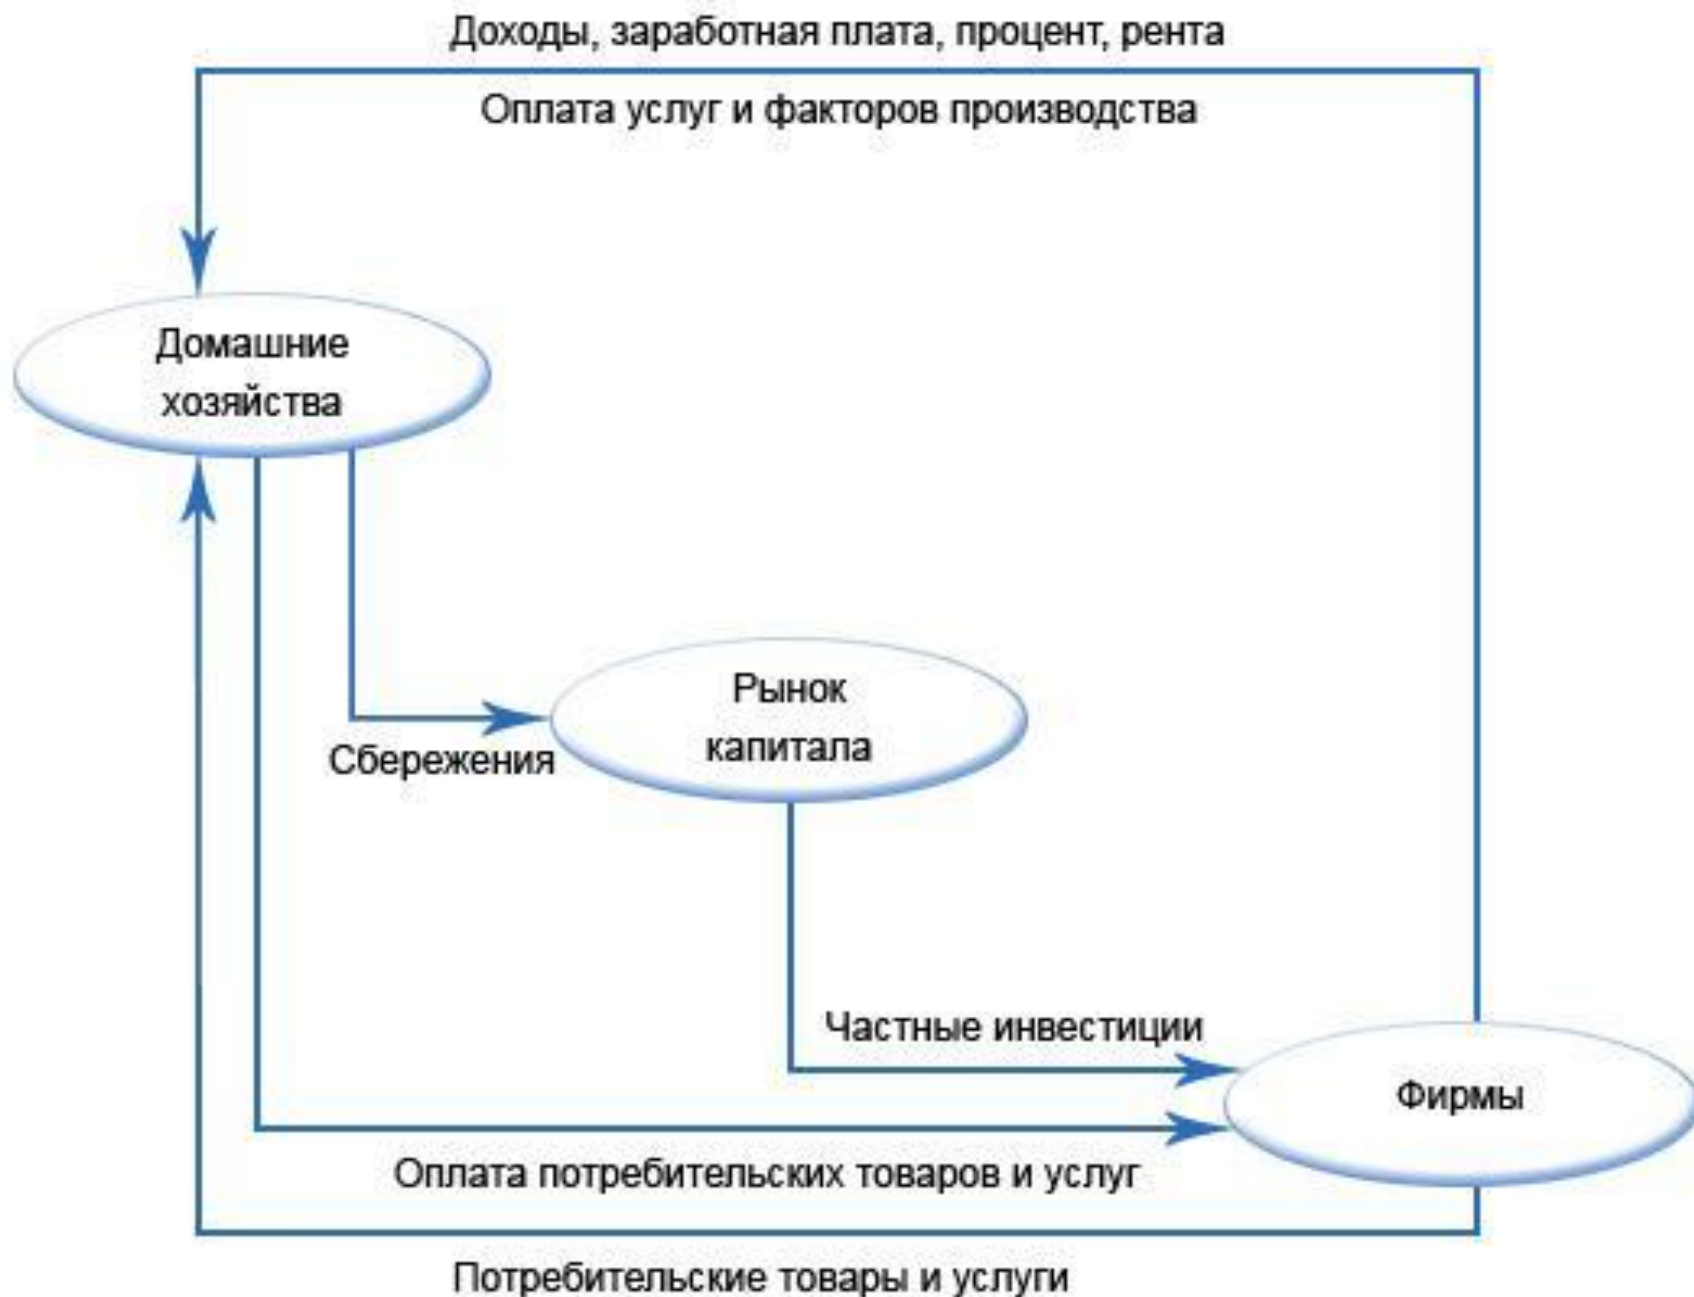 Доходы, заработная плата, процент, рента
Оплата услуг и факторов производства
Домашние
хозяйства
Рынок
капитала
Сбережения
Частные инвестиции
Фирмы
Оплата потребительских товаров и услуг
Потребительские товары и услуги